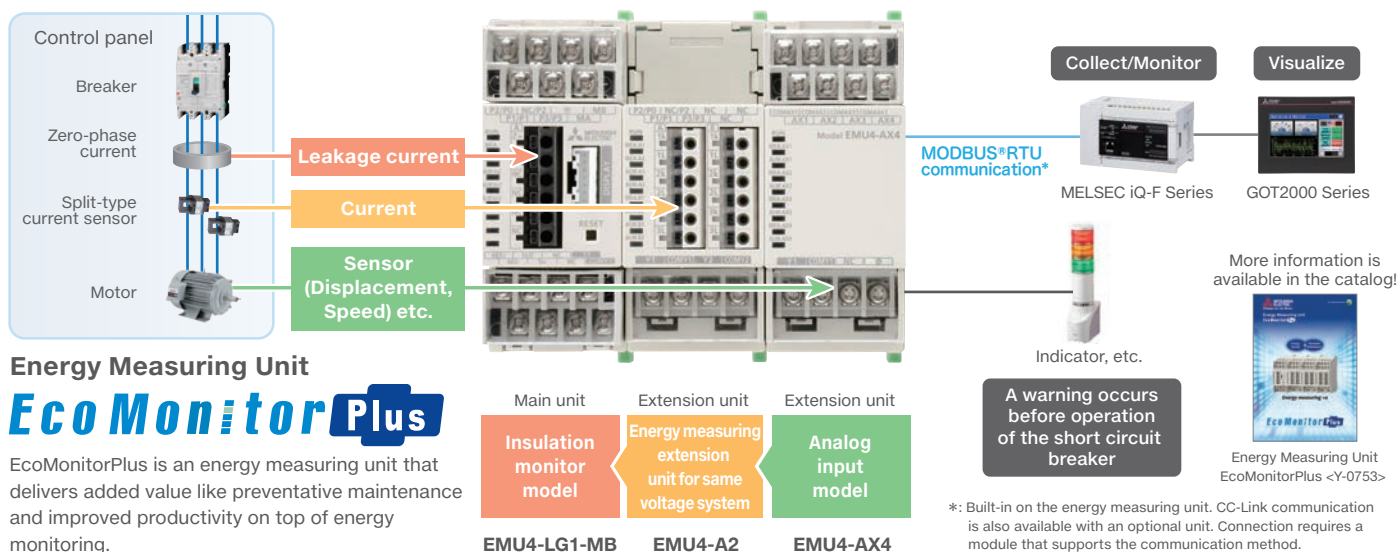 Control panel
Breaker
Zero-phase
current
Split-type
current sensor
Motor
Leakage current
Current
Sensor
(Displacement,
Speed) etc.
Model EMU4-AX4
DISPLAY
RESET
MODBUS®RTU
communication*
Collect/Monitor
Visualize
MELSEC iQ-F Series
GOT2000 Series
Indicator, etc.
A warning occurs
before operation
of the short circuit
breaker
More information is
available in the catalog!
Energy Measuring Unit
EcoMonitorPlus <Y-0753>
Energy Measuring Unit
EcoMonitor Plus
EcoMonitorPlus is an energy measuring unit that
delivers added value like preventative maintenance
and improved productivity on top of energy
monitoring.
Main unit
Extension unit
Extension unit
Insulation
monitor
model
Energy measuring
extension
unit for same
voltage system
Analog
input
model
EMU4-LG1-MB
EMU4-A2
EMU4-AX4
*: Built-in on the energy measuring unit. CC-Link communication
is also available with an optional unit. Connection requires a
module that supports the communication method.